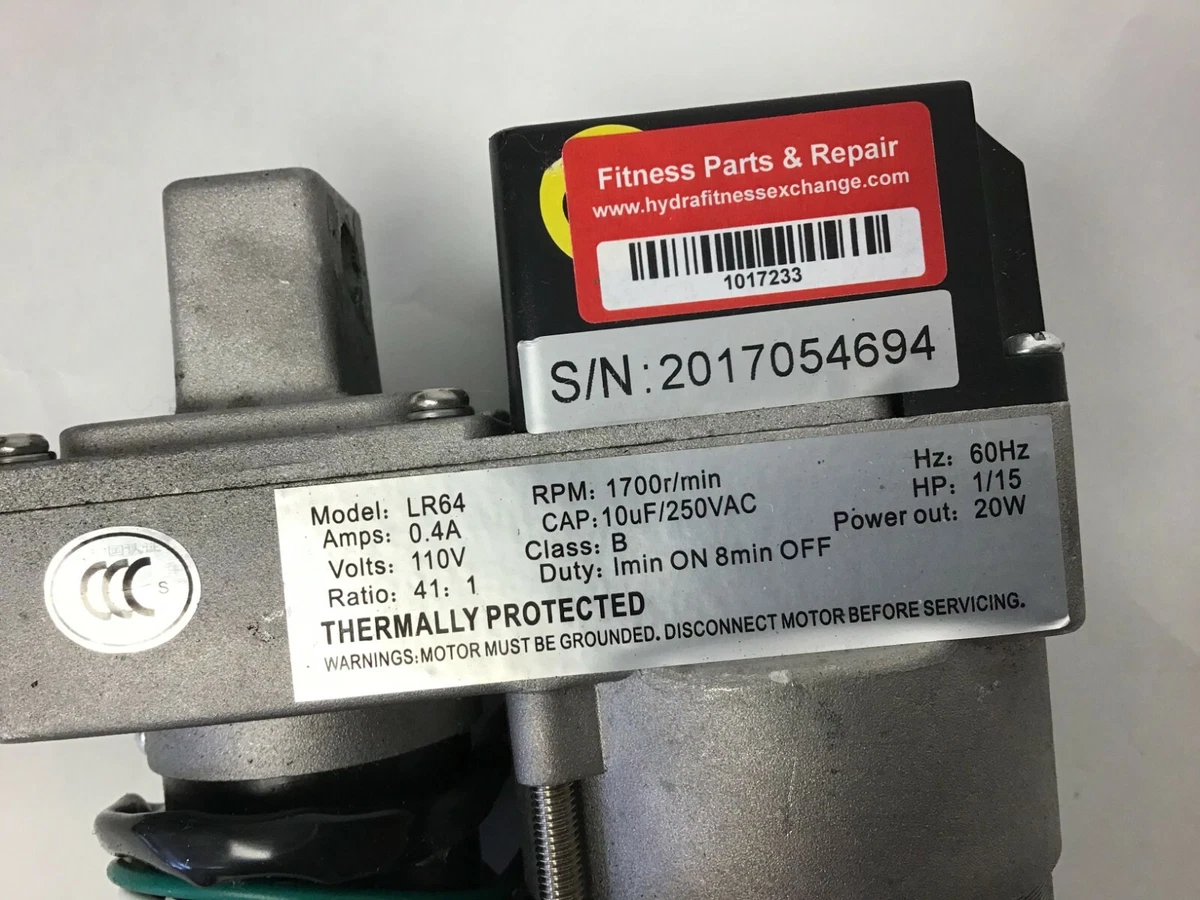 Fitness Parts & Repair
www.hydrafitnessexchange.com
1017233
S/N:2017054694
Model: LR64 RPM: 1700r/min Hz: 60Hz
Amps: 0.4A CAP:10uF/250VAC HP: 1/15
Volts: 110V Class: B Power out: 20W
Ratio: 41: 1 Duty: Imin ON 8min OFF
THERMALLY PROTECTED
WARNINGS:MOTOR MUST BE GROUNDED. DISCONNECT MOTOR BEFORE SERVICING.
CCC S